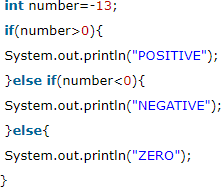 int number=-13;
if(number>0){
System.out.println("POSITIVE");
}else if(number<0){
System.out.println("NEGATIVE");
}else{
System.out.println("ZERO");
}